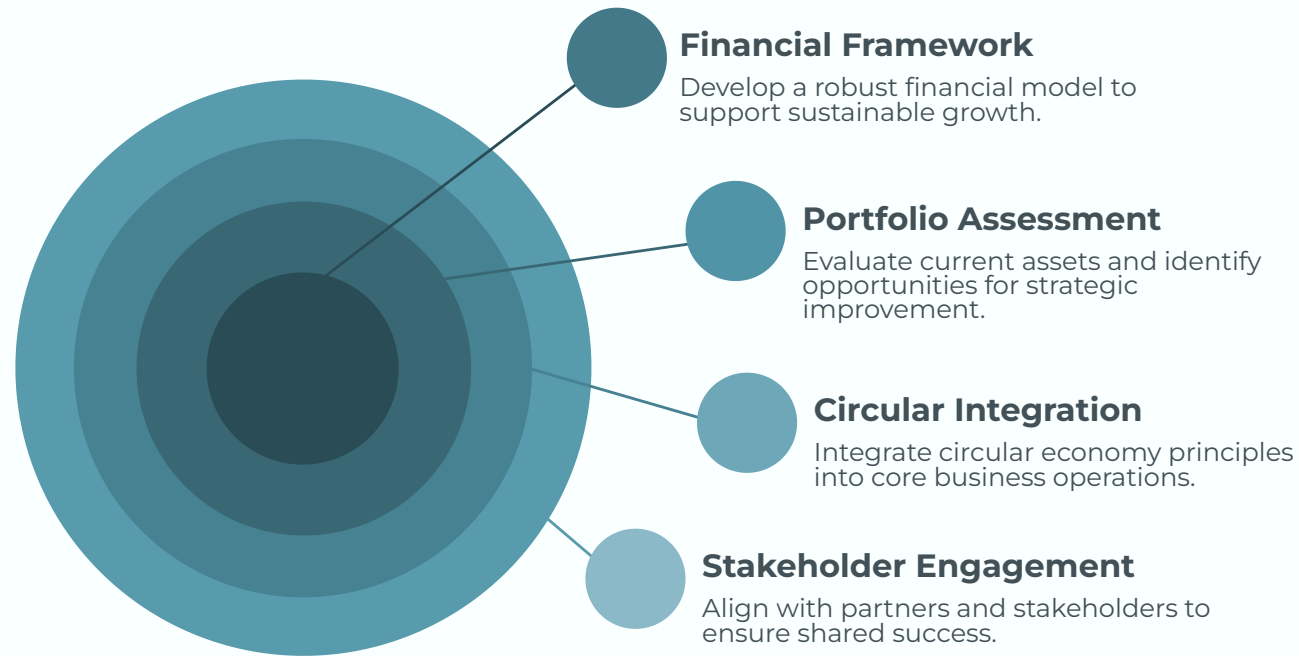 Financial Framework
Develop a robust financial model to
support sustainable growth.
Portfolio Assessment
Evaluate current assets and identify
opportunities for strategic
improvement.
Circular Integration
Integrate circular economy principles
into core business operations.
Stakeholder Engagement
Align with partners and stakeholders to
ensure shared success.